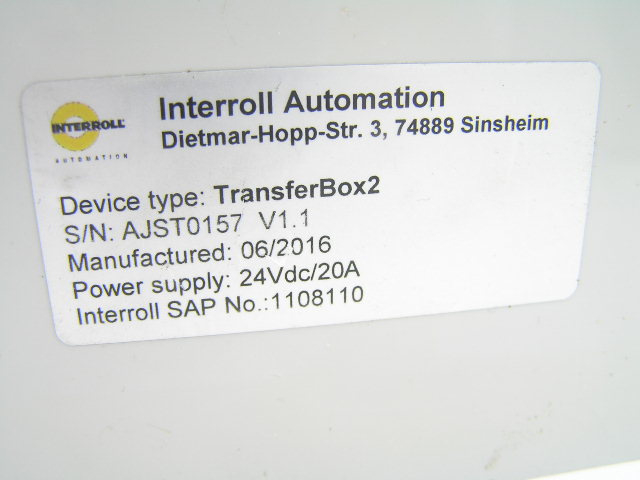 INTERROLL
AUTOMATION
Interroll Automation
Dietmar-Hopp-Str. 3, 74889 Sinsheim
Device type: TransferBox2
S/N: AJST0157 V1.1
Manufactured: 06/2016
Power supply: 24Vdc/20A
Interroll SAP No.:1108110